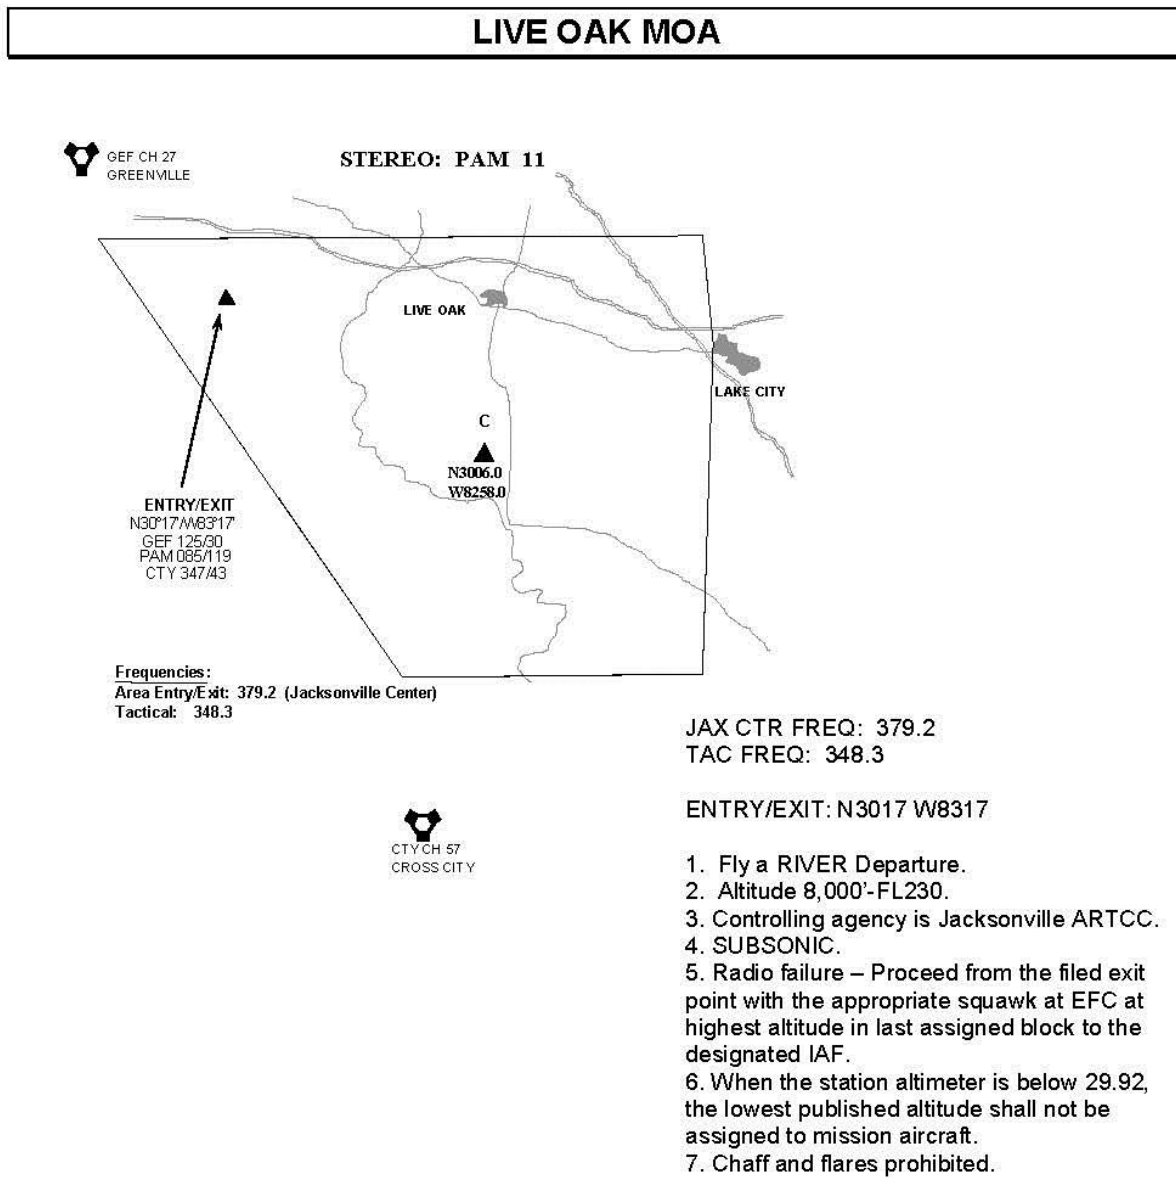 LIVE OAK MOA
GEF CH 27
GREENVILLE
STEREO: PAM 11
LIVE OAK
LAKE CITY
C
N3006.0
W8258.0
ENTRY/EXIT
N30°17'/W83°17'
GEF 125/30
PAM 085/119
CTY 347/43
Frequencies:
Area Entry/Exit: 379.2 (Jacksonville Center)
Tactical: 348.3
CTY CH 57
CROSS CITY
JAX CTR FREQ: 379.2
TAC FREQ: 348.3
ENTRY/EXIT: N3017 W8317
1. Fly a RIVER Departure.
2. Altitude 8,000'-FL230.
3. Controlling agency is Jacksonville ARTCC.
4. SUBSONIC.
5. Radio failure – Proceed from the filed exit
point with the appropriate squawk at EFC at
highest altitude in last assigned block to the
designated IAF.
6. When the station altimeter is below 29.92,
the lowest published altitude shall not be
assigned to mission aircraft.
7. Chaff and flares prohibited.